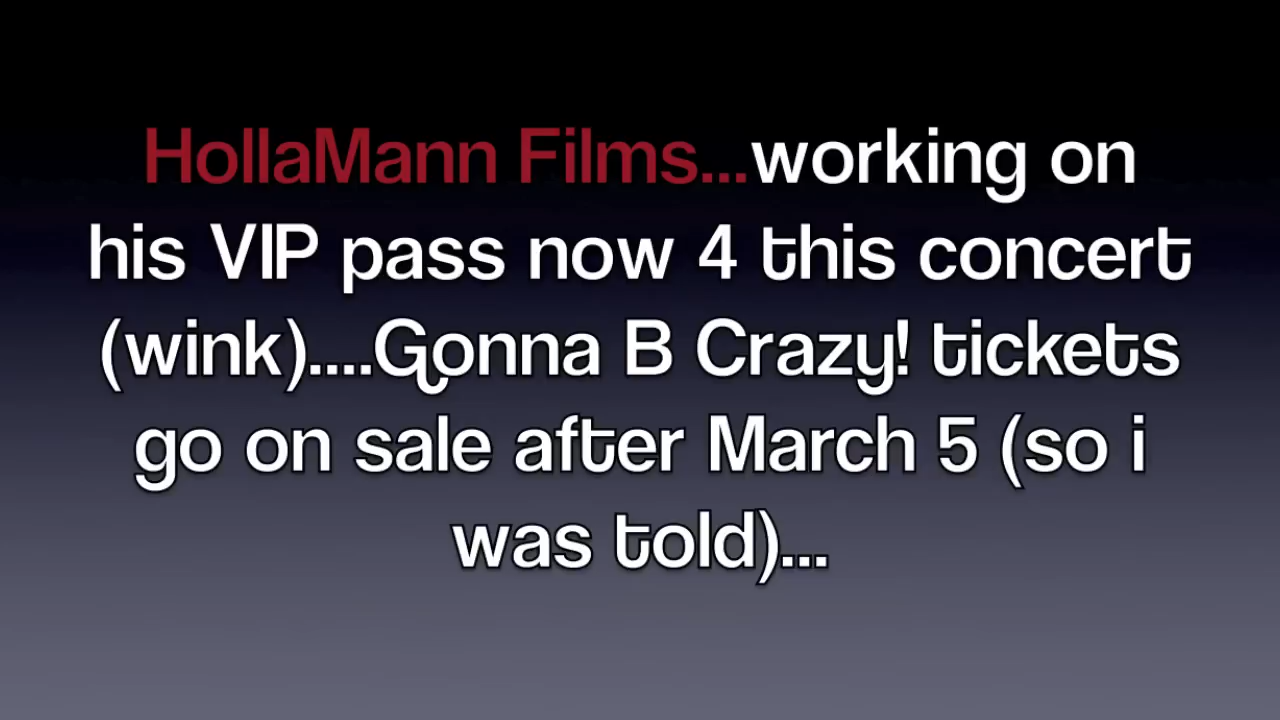 HollaMann Films...working on
his VIP pass now 4 this concert
(wink)....Gonna B Crazy! tickets
go on sale after March 5 (so i
was told)...